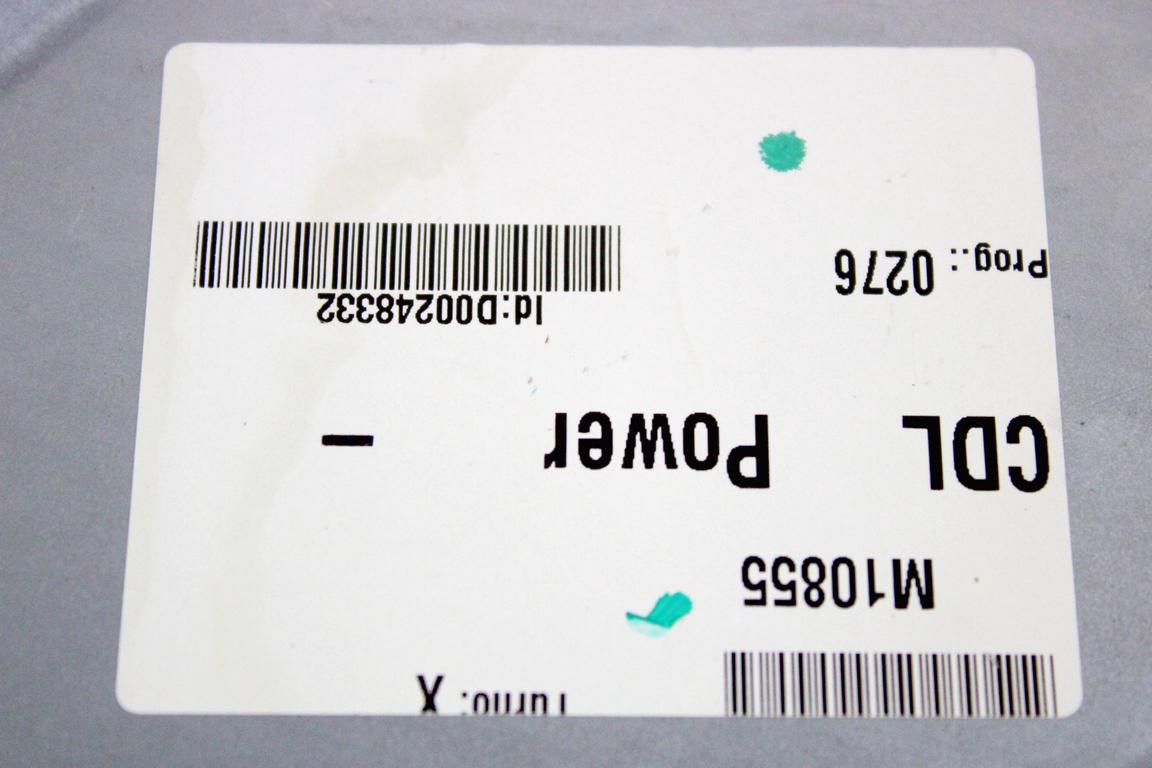 Turno: X
M10855
CDL Power –
Id:D00248332
Prog.: 0276